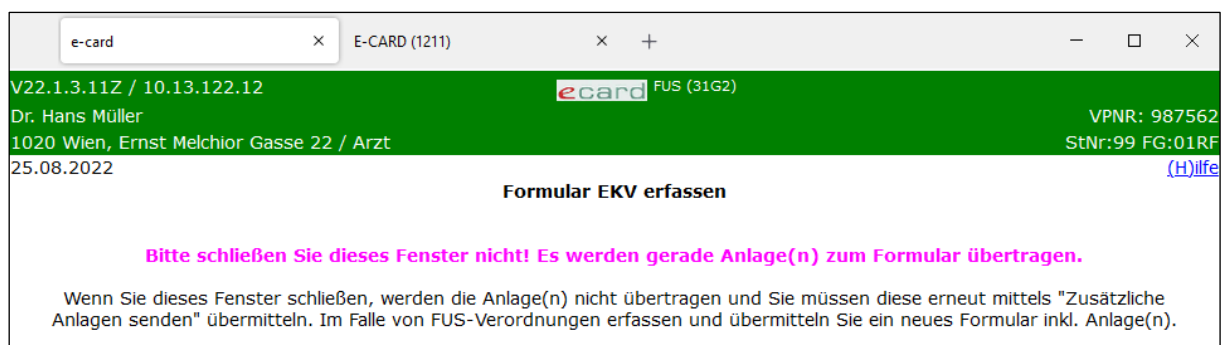 e-card
E-CARD (1211)
V22.1.3.11Z / 10.13.122.12
ecard FUS (31G2)
Dr. Hans Müller
VPNR: 987562
1020 Wien, Ernst Melchior Gasse 22 / Arzt
StNr:99 FG:01RF
25.08.2022
(H)ilfe
Formular EKV erfassen
Bitte schließen Sie dieses Fenster nicht! Es werden gerade Anlage(n) zum Formular übertragen.
Wenn Sie dieses Fenster schließen, werden die Anlage(n) nicht übertragen und Sie müssen diese erneut mittels "Zusätzliche
Anlagen senden" übermitteln. Im Falle von FUS-Verordnungen erfassen und übermitteln Sie ein neues Formular inkl. Anlage(n).